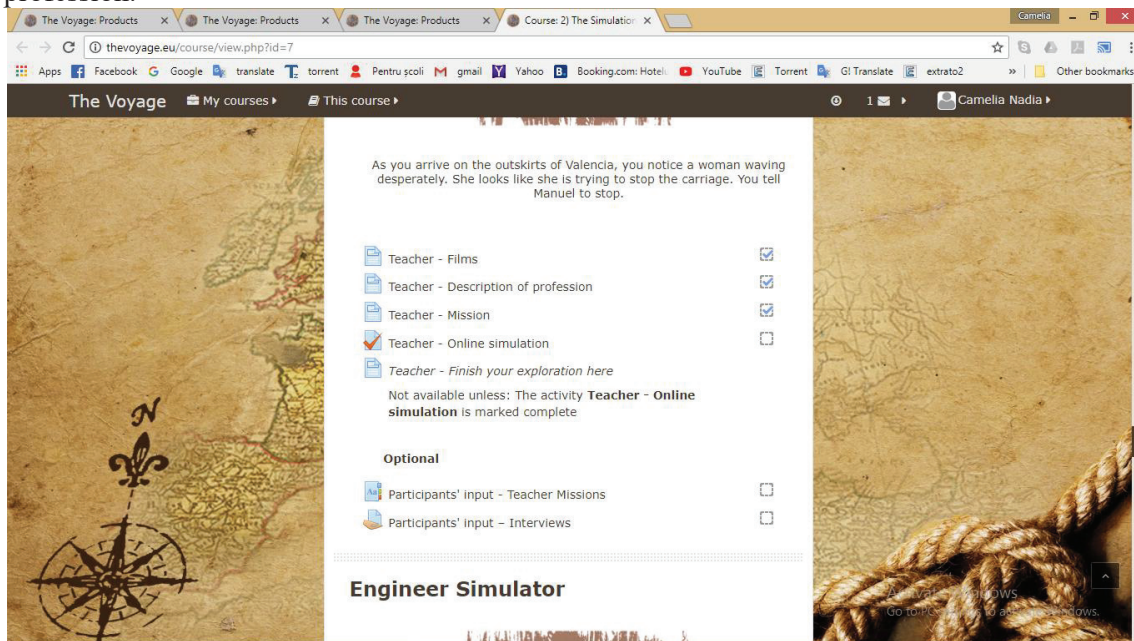 The Voyage: Products The Voyage: Products The Voyage: Products Course: 2) The Simulation Camelia
thevoyage.eu/course/view.php?id=7
Apps Facebook Google translate torrent Pentru școli gmail Yahoo Booking.com: Hotel YouTube Torrent G! Translate extrato2 » Other bookmarks
The Voyage My courses This course 1 Camelia Nadia
As you arrive on the outskirts of Valencia, you notice a woman waving
desperately. She looks like she is trying to stop the carriage. You tell
Manuel to stop.
Teacher - Films
Teacher - Description of profession
Teacher - Mission
Teacher - Online simulation
Teacher - Finish your exploration here
Not available unless: The activity Teacher - Online
simulation is marked complete
Optional
Participants' input - Teacher Missions
Participants' input – Interviews
Engineer Simulator
N